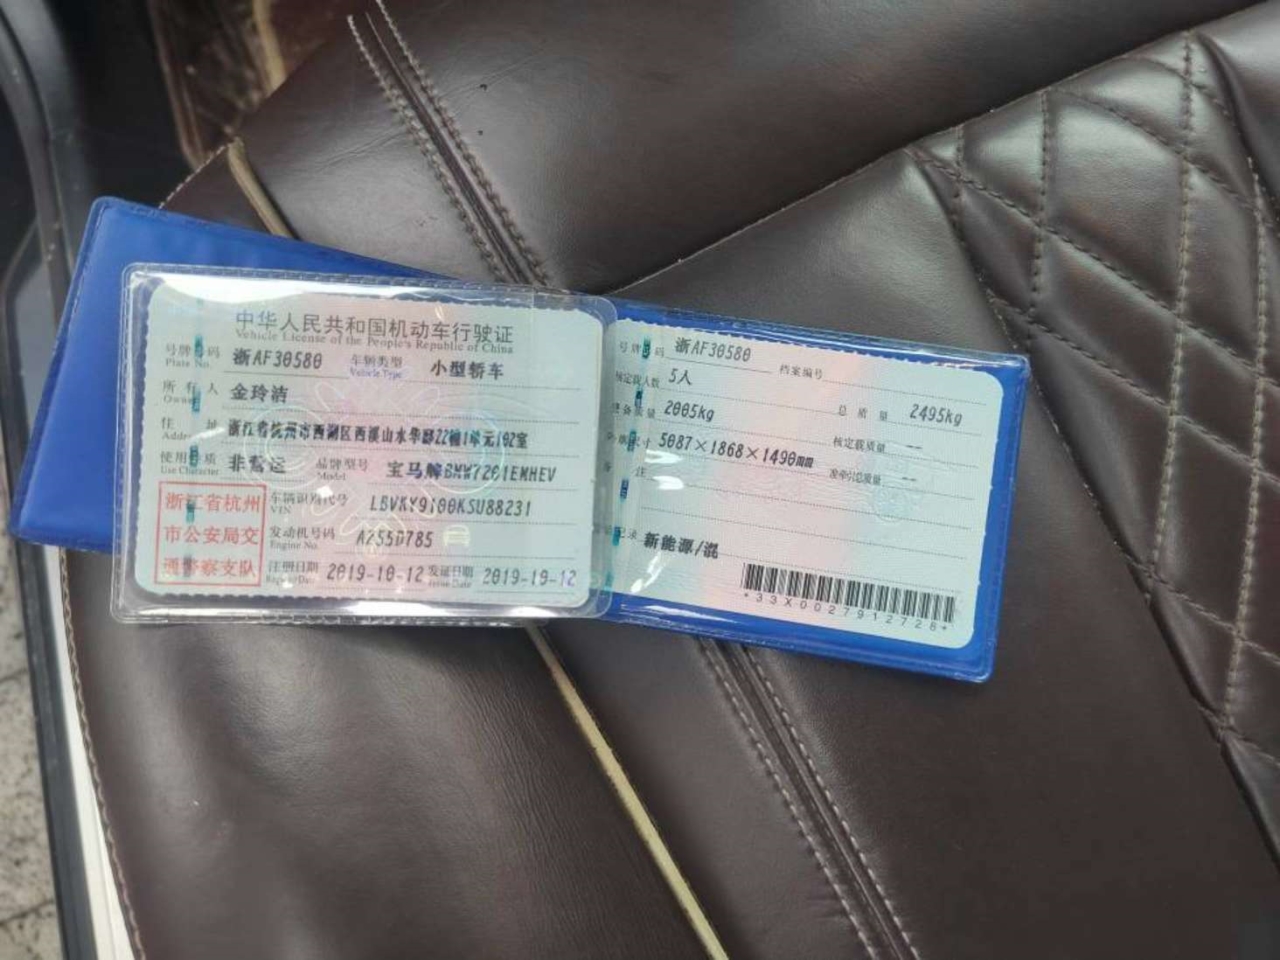 中华人民共和国机动车行驶证
Vehicle License of the People's Republic of China
号牌号码 浙AF30580 车辆类型 小型轿车
Plate No. Vehicle Type
所有人 金玲洁
Owner
住址 浙江省杭州市西湖区西溪山水华邸22幢1单元102室
Address
使用性质 非营运 品牌型号 宝马牌BMW7201EMHEV
Use Character Model
浙江省杭州
市公安局交
通警察支队
车辆识别代号 LBVKY9100KSU88231
VIN
发动机号码 A255D785
Engine No.
注册日期 2019-10-12 发证日期 2019-10-12
Register Date Issue Date
号牌号码 浙AF30580 档案编号
核定载人数 5人 总质量 2495kg
整备质量 2005kg 核定载质量 --
外廓尺寸 5087×1868×1490mm 准牵引总质量 --
备注
记录 新能源/混
*33X0027912728*